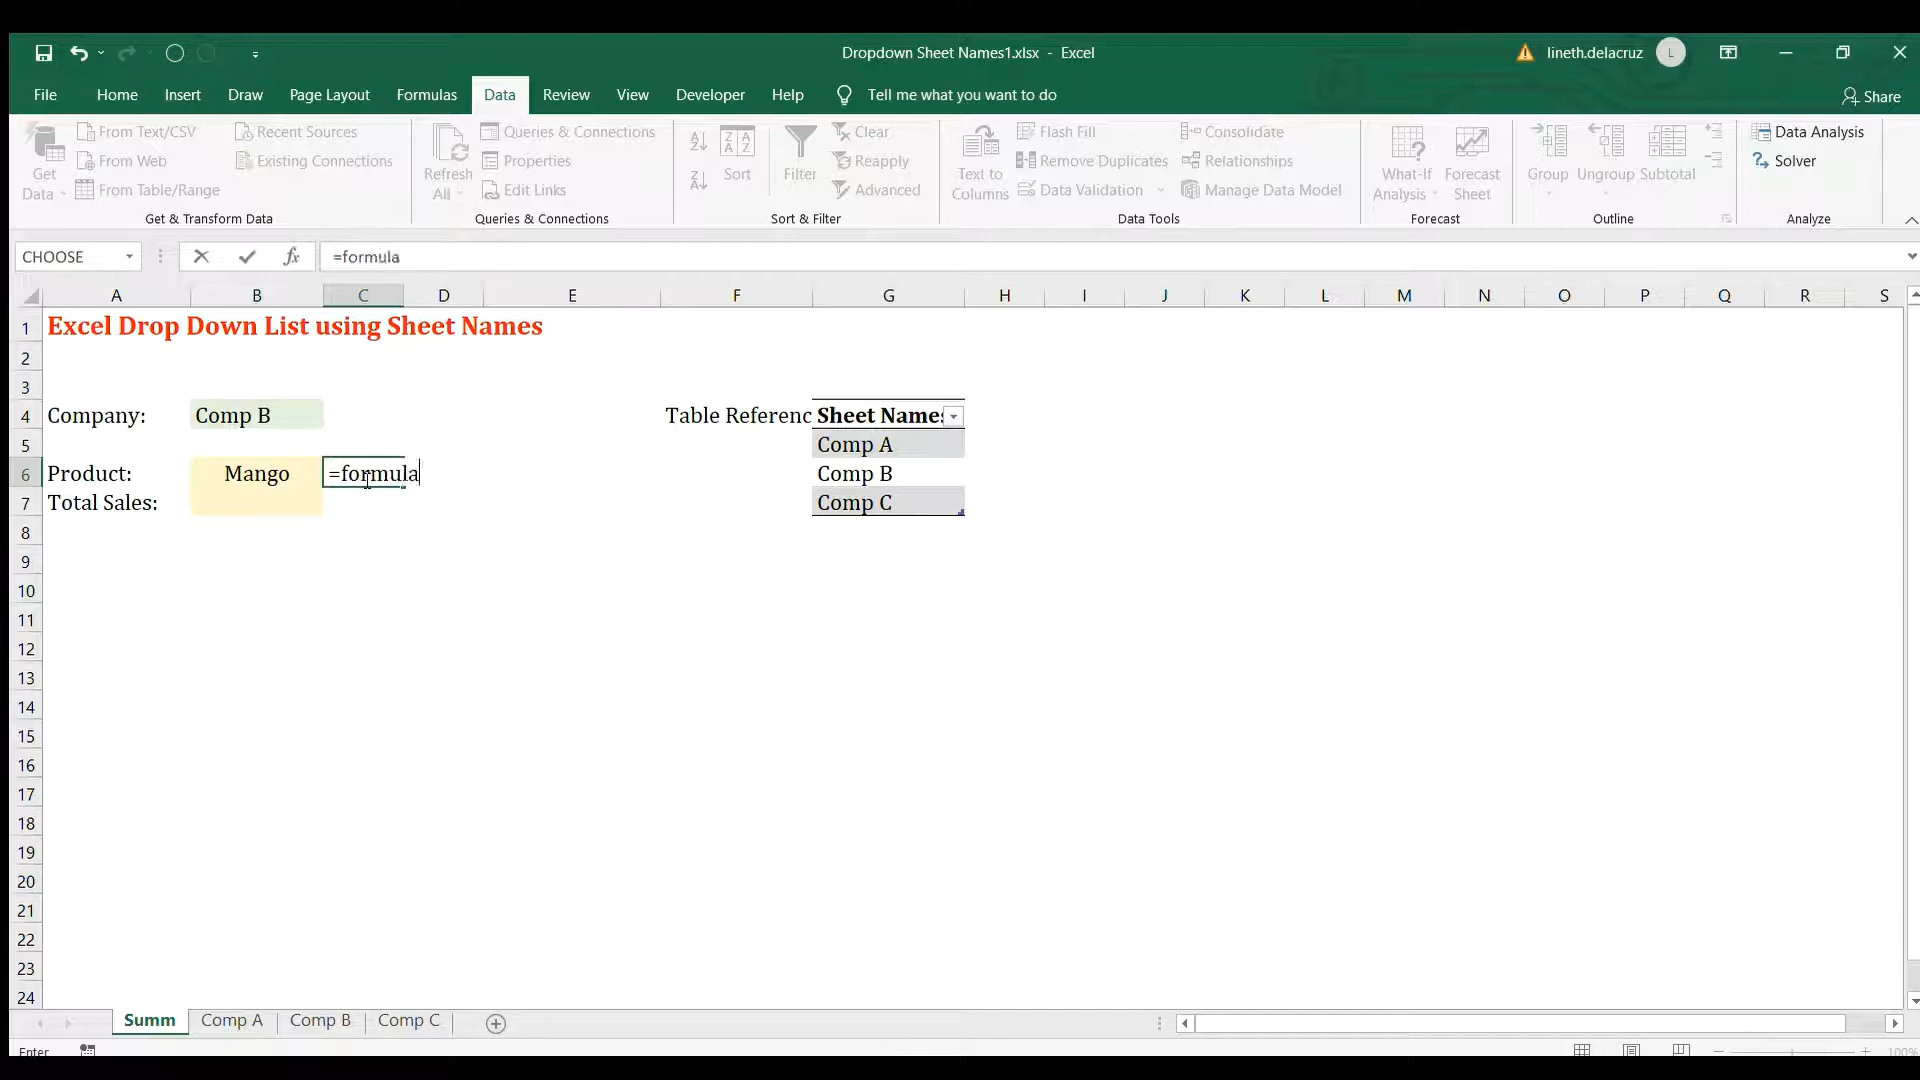 Dropdown Sheet Names1.xlsx - Excel
lineth.delacruz
L
File Home Insert Draw Page Layout Formulas Data Review View Developer Help Tell me what you want to do
Share
From Text/CSV
From Web
From Table/Range
Recent Sources
Existing Connections
Get
Data
Get & Transform Data
Refresh
All
Queries & Connections
Properties
Edit Links
Queries & Connections
Sort
Filter
Clear
Reapply
Advanced
Sort & Filter
Text to
Columns
Flash Fill
Remove Duplicates
Data Validation
Consolidate
Relationships
Manage Data Model
Data Tools
What-If
Analysis
Forecast
Sheet
Forecast
Group
Ungroup
Subtotal
Outline
Data Analysis
Solver
Analyze
CHOOSE
fx
=formula
A B C D E F G H I J K L M N O P Q R S
1 Excel Drop Down List using Sheet Names
2
3
4 Company: Comp B Table Referenc Sheet Name
5 Comp A
6 Product: Mango =formula Comp B
7 Total Sales: Comp C
8
9
10
11
12
13
14
15
16
17
18
19
20
21
22
23
24
Summ Comp A Comp B Comp C
Enter
100%